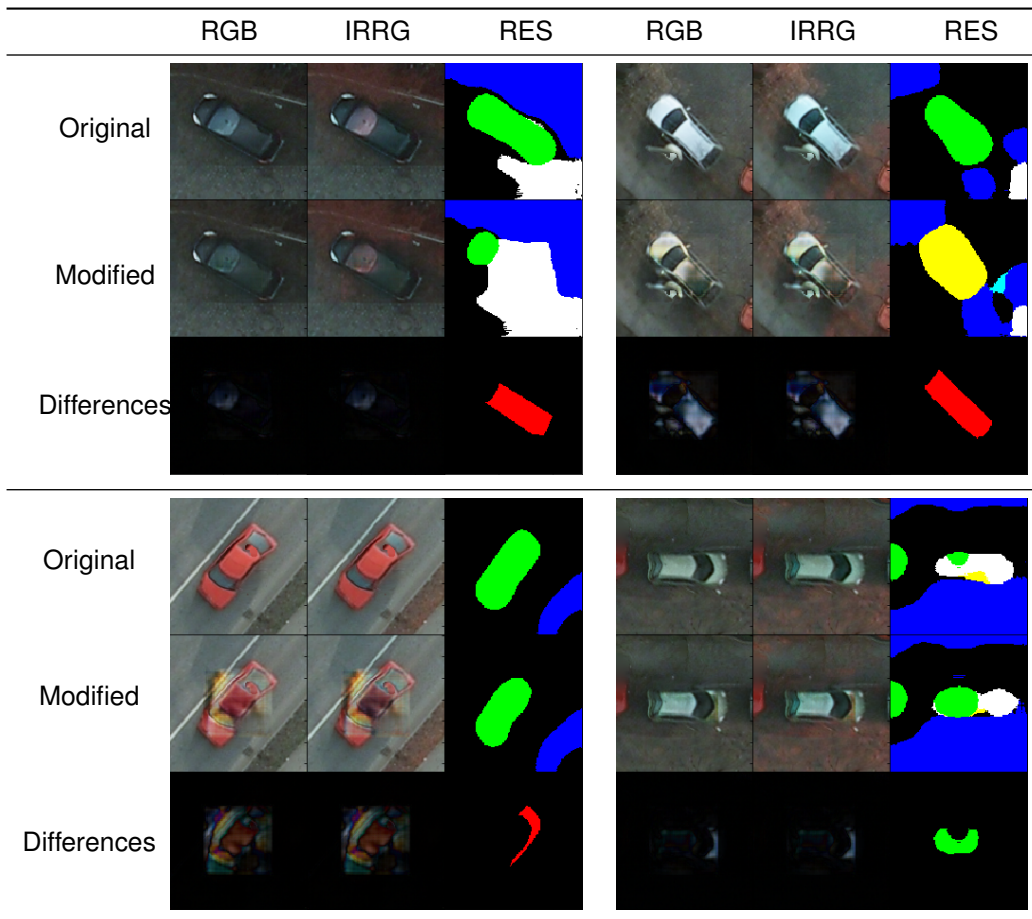 RGB IRRG RES RGB IRRG RES
Original
Modified
Differences
Original
Modified
Differences